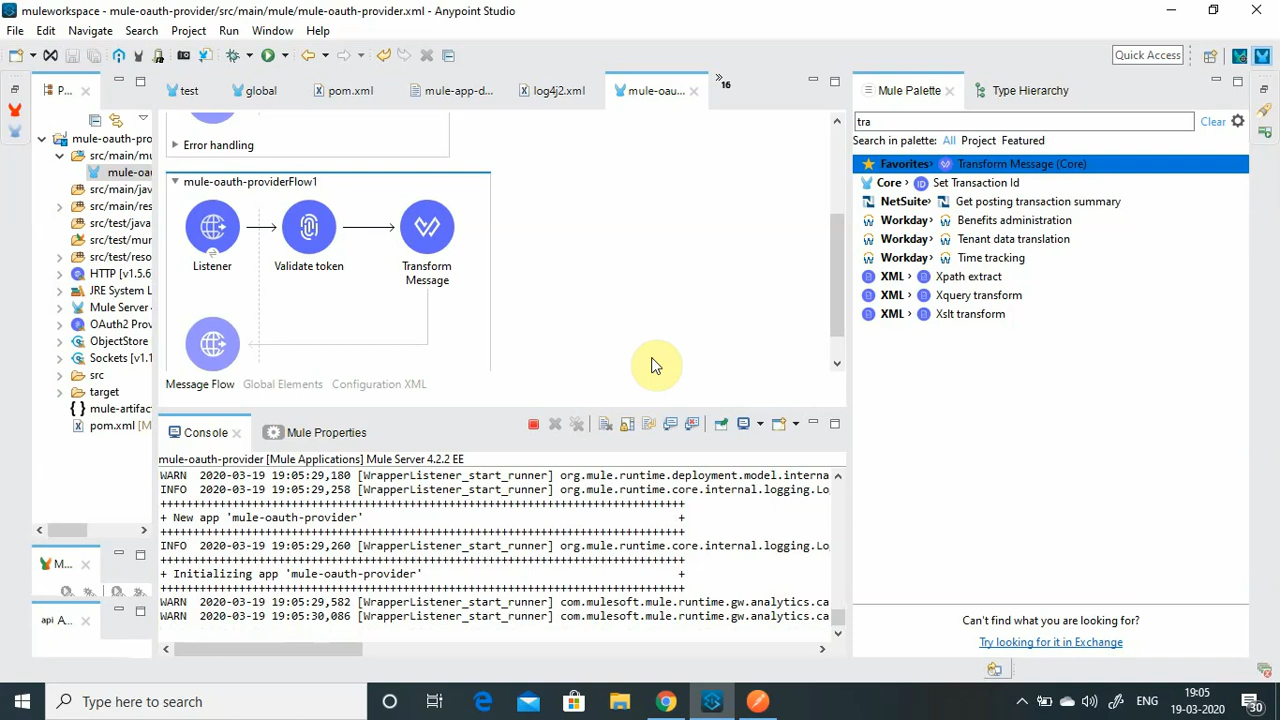 muleworkspace - mule-oauth-provider/src/main/mule/mule-oauth-provider.xml - Anypoint Studio
File Edit Navigate Search Project Run Window Help
Quick Access
P...
test
global
pom.xml
mule-app-d...
log4j2.xml
mule-oau...
16
Mule Palette
Type Hierarchy
tra
Clear
Search in palette: All Project Featured
mule-oauth-pro
src/main/mu
mule-oau
src/main/jav
src/main/res
src/test/java
src/test/mur
src/test/reso
HTTP [v1.5.6
JRE System L
Mule Server
OAuth2 Prov
ObjectStore
Sockets [v1.1
src
target
mule-artifac
pom.xml [M
Error handling
mule-oauth-providerFlow1
Listener
Validate token
Transform Message
Message Flow Global Elements Configuration XML
Favorites> Transform Message (Core)
Core> Set Transaction Id
NetSuite> Get posting transaction summary
Workday> Benefits administration
Workday> Tenant data translation
Workday> Time tracking
XML> Xpath extract
XML> Xquery transform
XML> Xslt transform
M...
api A...
Console
Mule Properties
mule-oauth-provider [Mule Applications] Mule Server 4.2.2 EE
WARN 2020-03-19 19:05:29,180 [WrapperListener_start_runner] org.mule.runtime.deployment.model.interna
INFO 2020-03-19 19:05:29,258 [WrapperListener_start_runner] org.mule.runtime.core.internal.logging.Lo
++++++++++++++++++++++++++++++++++++++++++++++++++++++++++++++++++++++
+ New app 'mule-oauth-provider' +
++++++++++++++++++++++++++++++++++++++++++++++++++++++++++++++++++++++
INFO 2020-03-19 19:05:29,260 [WrapperListener_start_runner] org.mule.runtime.core.internal.logging.Lo
++++++++++++++++++++++++++++++++++++++++++++++++++++++++++++++++++++++
+ Initializing app 'mule-oauth-provider' +
++++++++++++++++++++++++++++++++++++++++++++++++++++++++++++++++++++++
WARN 2020-03-19 19:05:29,582 [WrapperListener_start_runner] com.mulesoft.mule.runtime.gw.analytics.ca
WARN 2020-03-19 19:05:30,086 [WrapperListener_start_runner] com.mulesoft.mule.runtime.gw.analytics.ca
Can't find what you are looking for?
Try looking for it in Exchange
Type here to search
ENG
19:05
19-03-2020
30